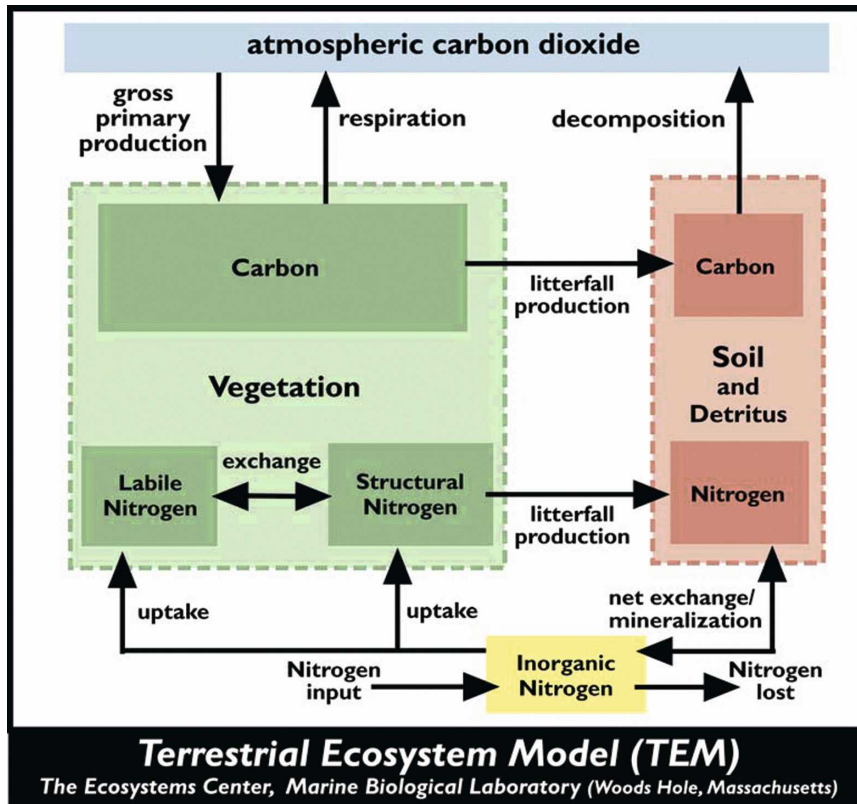 atmospheric carbon dioxide
gross
primary
production
respiration
decomposition
Carbon
litterfall
production
Carbon
Vegetation
Soil
and
Detritus
Labile
Nitrogen
exchange
Structural
Nitrogen
litterfall
production
Nitrogen
uptake
uptake
net exchange/
mineralization
Nitrogen
input
Inorganic
Nitrogen
Nitrogen
lost
Terrestrial Ecosystem Model (TEM)
The Ecosystems Center, Marine Biological Laboratory (Woods Hole, Massachusetts)